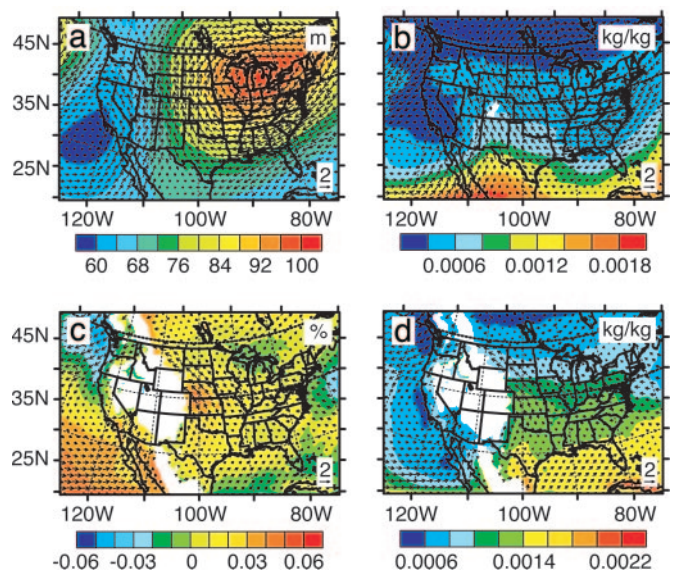 a m b kg/kg
45N
35N
25N
2 2
120W 100W 80W 120W 100W 80W
60 68 76 84 92 100 0.0006 0.0012 0.0018
c % d kg/kg
45N
35N
25N
2 2
120W 100W 80W 120W 100W 80W
-0.06 -0.03 0 0.03 0.06 0.0006 0.0014 0.0022